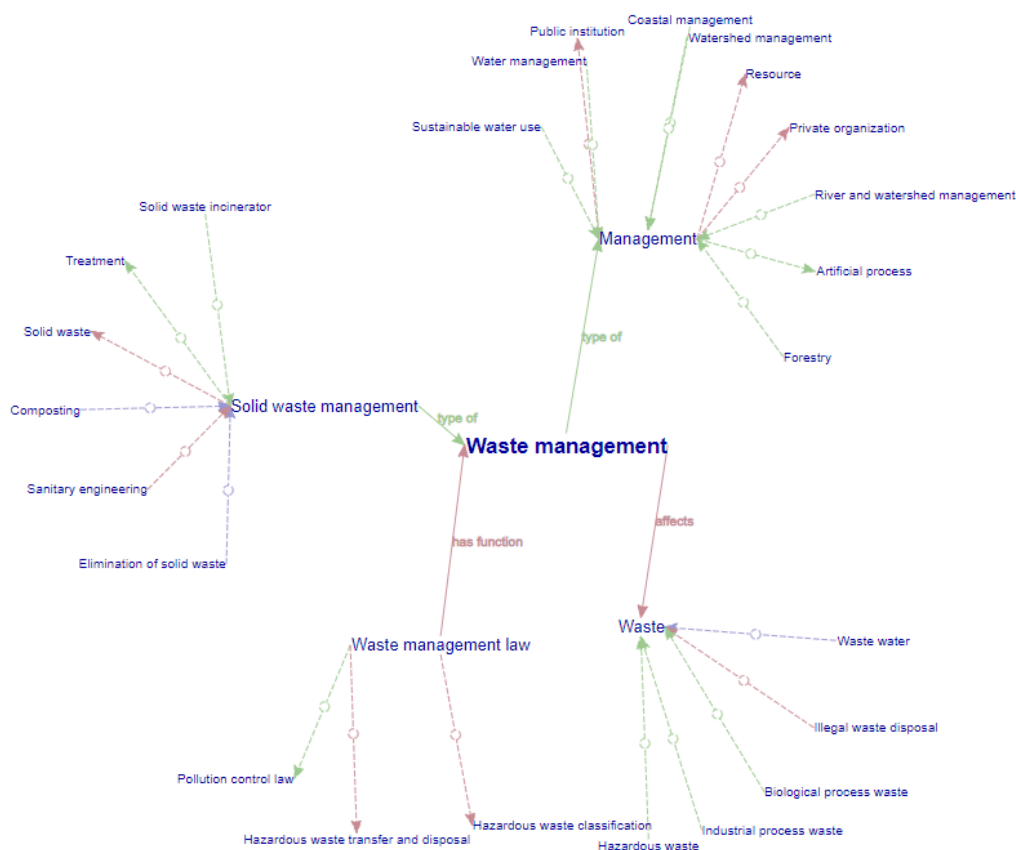 Coastal management
Public institution
Watershed management
Water management
Resource
Sustainable water use
Private organization
River and watershed management
Solid waste incinerator
Management
Treatment
Artificial process
Solid waste
type of
Forestry
Composting
Solid waste management
type of
Waste management
Sanitary engineering
affects
has function
Elimination of solid waste
Waste
Waste water
Waste management law
Illegal waste disposal
Pollution control law
Biological process waste
Hazardous waste classification
Industrial process waste
Hazardous waste transfer and disposal
Hazardous waste